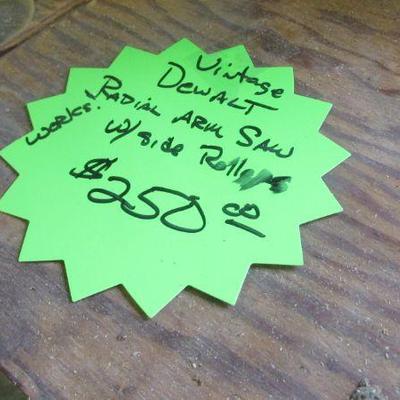 Vintage
DEWALT
RADIAL ARM SAW
works!
w/side Rollers
$250 00